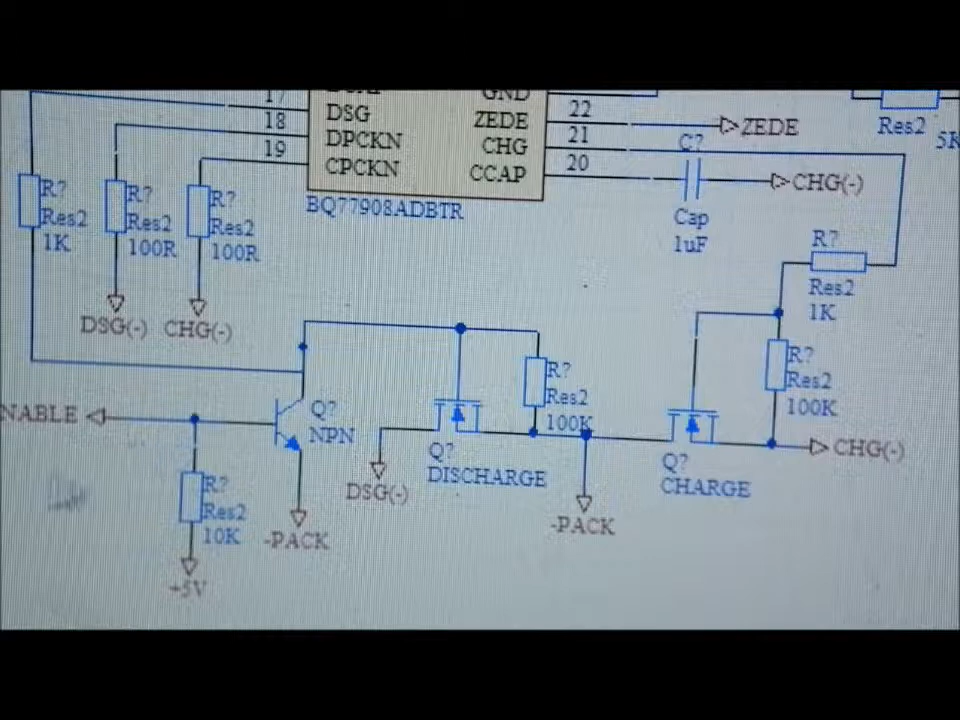 17
DSG
GND
22
ZEDE
ZEDE
18
DPCKN
CHG
21
C?
Res2
5K
19
CPCKN
CCAP
20
CHG(-)
BQ77908ADBTR
Cap
1uF
R?
Res2
1K
R?
Res2
100R
R?
Res2
100R
R?
Res2
1K
DSG(-)
CHG(-)
R?
Res2
100K
R?
Res2
100K
NABLE
Q?
NPN
Q?
DISCHARGE
Q?
CHARGE
CHG(-)
DSG(-)
R?
Res2
10K
-PACK
-PACK
+5V